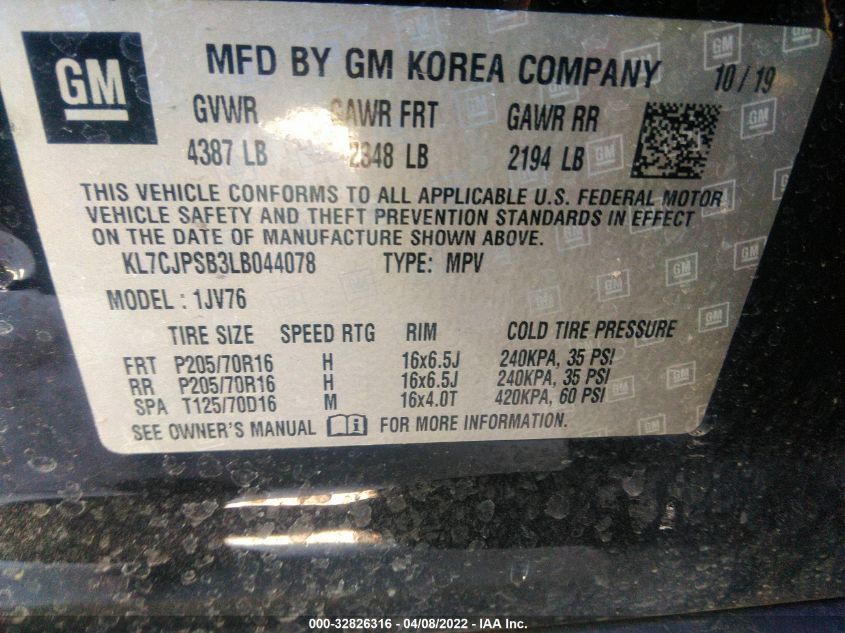 GM
MFD BY GM KOREA COMPANY 10/19
GVWR GAWR FRT GAWR RR
4387 LB 2348 LB 2194 LB
THIS VEHICLE CONFORMS TO ALL APPLICABLE U.S. FEDERAL MOTOR
VEHICLE SAFETY AND THEFT PREVENTION STANDARDS IN EFFECT
ON THE DATE OF MANUFACTURE SHOWN ABOVE.
KL7CJPSB3LB044078 TYPE: MPV
MODEL : 1JV76
TIRE SIZE SPEED RTG RIM COLD TIRE PRESSURE
FRT P205/70R16 H 16x6.5J 240KPA, 35 PSI
RR P205/70R16 H 16x6.5J 240KPA, 35 PSI
SPA T125/70D16 M 16x4.0T 420KPA, 60 PSI
SEE OWNER'S MANUAL FOR MORE INFORMATION.
000-32826316 - 04/08/2022 - IAA Inc.